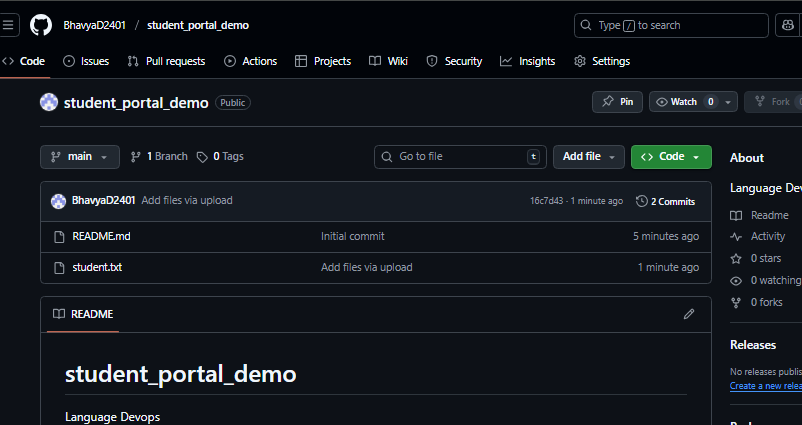 BhavyaD2401 / student_portal_demo
Type / to search
Code Issues Pull requests Actions Projects Wiki Security Insights Settings
student_portal_demo Public
Pin Watch 0 Fork
main 1 Branch 0 Tags
Go to file t Add file Code
About
BhavyaD2401 Add files via upload 16c7d43 · 1 minute ago 2 Commits
README.md Initial commit 5 minutes ago
student.txt Add files via upload 1 minute ago
Language Dev
Readme
Activity
0 stars
0 watching
0 forks
README
student_portal_demo
Language Devops
Releases
No releases publis
Create a new relea